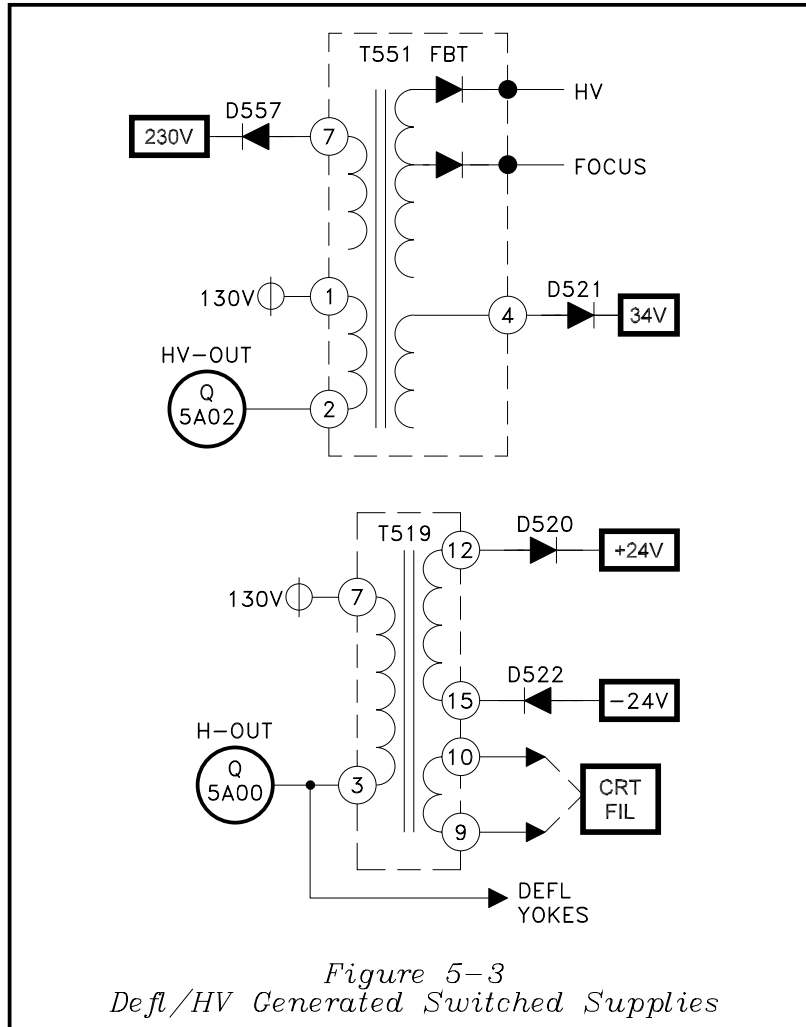 T551 FBT
HV
D557
230V
7
FOCUS
130V
1
D521
4
34V
HV-OUT
Q
5A02
2
T519
D520
12
+24V
130V
7
D522
15
-24V
H-OUT
Q
5A00
3
10
CRT
FIL
9
DEFL
YOKES
Figure 5-3
Defl/HV Generated Switched Supplies